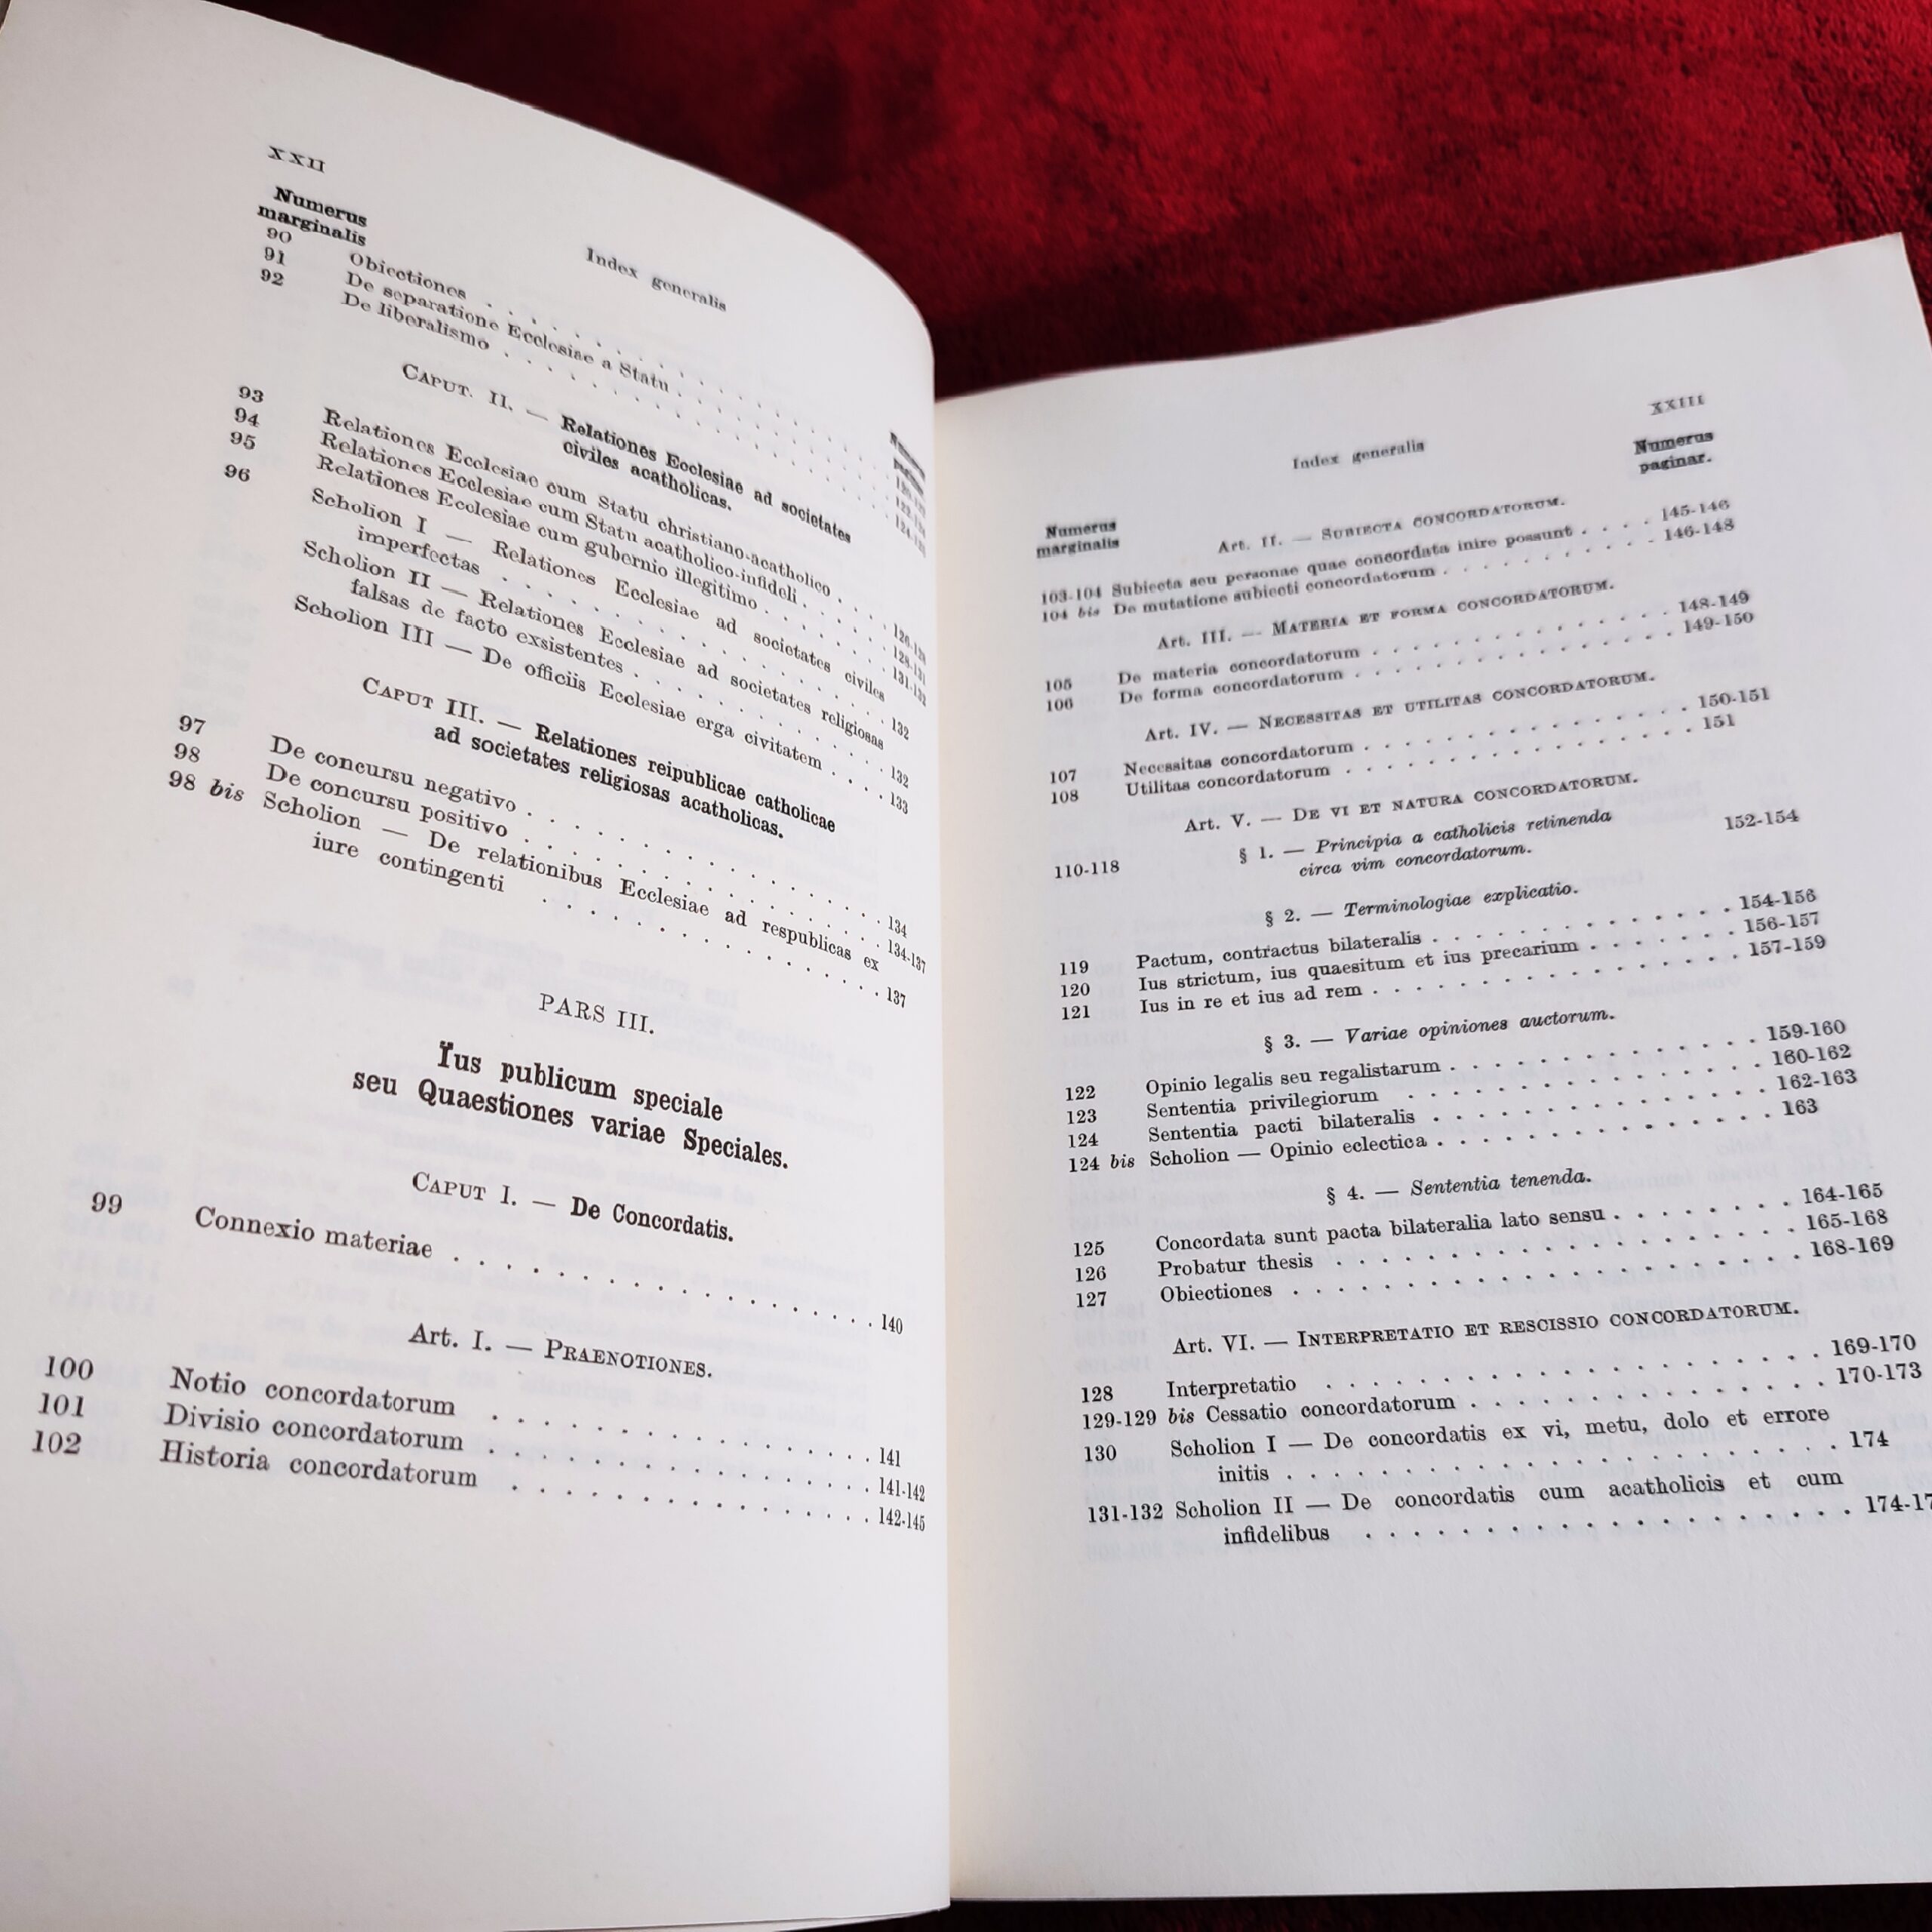 XXII
Index generalis
Numerus
marginalis
90 Obiectiones . . . . . . . . . .
91 De separatione Ecclesiae a Statu . . . . . . . . . .
92 De liberalismo . . . . . . . . . .
CAPUT. II. — Relationes Ecclesiae ad societates
civiles acatholicas.
93 Relationes Ecclesiae cum Statu christiano-acatholico . . . 126-128
94 Relationes Ecclesiae cum Statu acatholico-infideli . . . . . 128-131
95 Relationes Ecclesiae cum gubernio illegitimo . . . . . . 131-132
96 Scholion I — Relationes Ecclesiae ad societates civiles
imperfectas . . . . . . . . . . . . 132
Scholion II — Relationes Ecclesiae ad societates religiosas
falsas de facto exsistentes . . . . . . . . . . 132
Scholion III — De officiis Ecclesiae erga civitatem . . . . 133
CAPUT III. — Relationes reipublicae catholicae
ad societates religiosas acatholicas.
97 De concursu negativo . . . . . . . . . . . . . . 134
98 De concursu positivo . . . . . . . . . . . . . . 134-137
98 bis Scholion — De relationibus Ecclesiae ad respublicas ex
iure contingenti . . . . . . . . . . . . . 137
PARS III.
Ius publicum speciale
seu Quaestiones variae Speciales.
CAPUT I. — De Concordatis.
99 Connexio materiae . . . . . . . . . . . . . . . 140
Art. I. — PRAENOTIONES.
100 Notio concordatorum . . . . . . . . . . . . . 141
101 Divisio concordatorum . . . . . . . . . . . . . 141-142
102 Historia concordatorum . . . . . . . . . . . . . 142-145
XXIII
Index generalis
Numerus
paginar.
Numerus
marginalis
Art. II. — SUBIECTA CONCORDATORUM.
103-104 Subiecta seu personae quae concordata inire possunt . . . . 145-146
104 bis De mutatione subiecti concordatorum . . . . . . . . . 146-148
Art. III. — MATERIA ET FORMA CONCORDATORUM.
105 De materia concordatorum . . . . . . . . . . . . . 148-149
106 De forma concordatorum . . . . . . . . . . . . . . 149-150
Art. IV. — NECESSITAS ET UTILITAS CONCORDATORUM.
107 Necessitas concordatorum . . . . . . . . . . . . . . 150-151
108 Utilitas concordatorum . . . . . . . . . . . . . . 151
Art. V. — DE VI ET NATURA CONCORDATORUM.
110-118 § 1. — Principia a catholicis retinenda 152-154
circa vim concordatorum.
§ 2. — Terminologiae explicatio.
119 Pactum, contractus bilateralis . . . . . . . . . . . . 154-156
120 Ius strictum, ius quaesitum et ius precarium . . . . . . 156-157
121 Ius in re et ius ad rem . . . . . . . . . . . . . . 157-159
§ 3. — Variae opiniones auctorum.
122 Opinio legalis seu regalistarum . . . . . . . . . . . . 159-160
123 Sententia privilegiorum . . . . . . . . . . . . . . 160-162
124 Sententia pacti bilateralis . . . . . . . . . . . . . 162-163
124 bis Scholion — Opinio eclectica . . . . . . . . . . . . . 163
§ 4. — Sententia tenenda.
125 Concordata sunt pacta bilateralia lato sensu . . . . . . . 164-165
126 Probatur thesis . . . . . . . . . . . . . . . . . 165-168
127 Obiectiones . . . . . . . . . . . . . . . . . . . 168-169
Art. VI. — INTERPRETATIO ET RESCISSIO CONCORDATORUM.
128 Interpretatio . . . . . . . . . . . . . . . . . . 169-170
129-129 bis Cessatio concordatorum . . . . . . . . . . . . . 170-173
130 Scholion I — De concordatis ex vi, metu, dolo et errore
initis . . . . . . . . . . . . . . . . . . . . 174
131-132 Scholion II — De concordatis cum acatholicis et cum
infidelibus . . . . . . . . . . . . . . . . . . 174-17